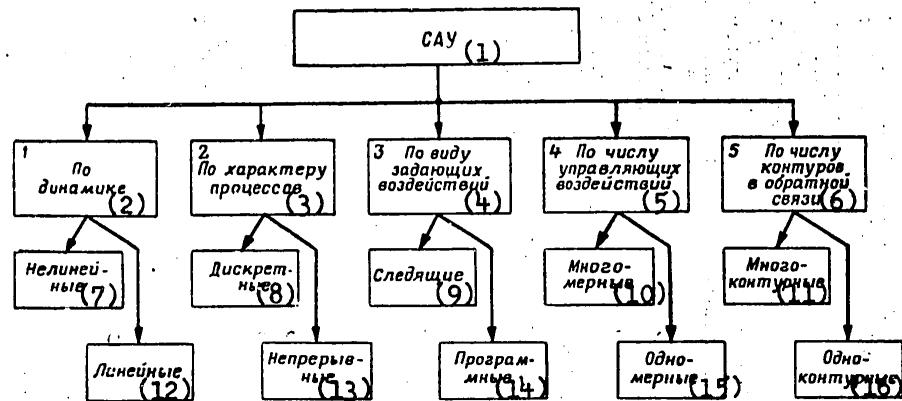 САУ (1)
1
По
динамике (2)
2
По характеру
процессов (3)
3 По виду
задающих
воздействий (4)
4 По числу
управляющих
воздействий (5)
5 По числу
контуров
в обратной
связи (6)
Нелиней-
ные (7)
Дискрет-
ные (8)
Следящие
(9)
Много-
мерные (10)
Много-
контурные (11)
Линейные
(12)
Непрерыв-
ные (13)
Програм-
мные (14)
Одно-
мерные (15)
Одно-
контурные (16)